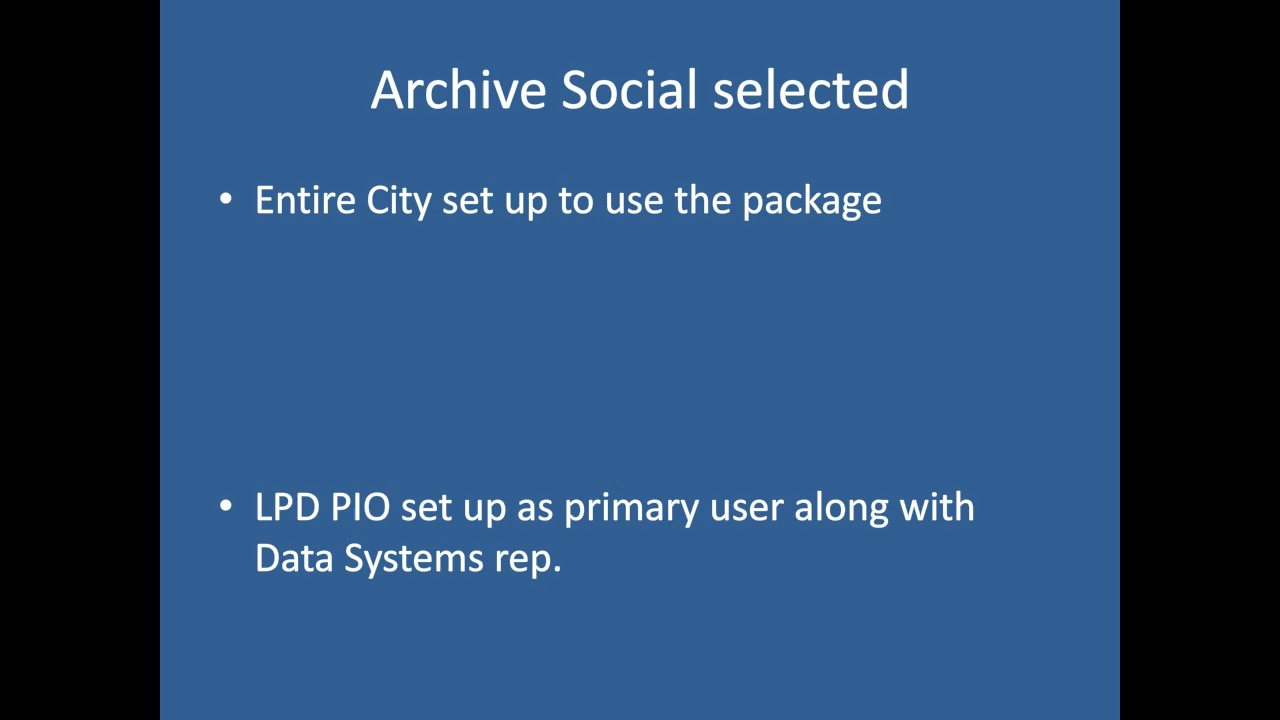 Archive Social selected
• Entire City set up to use the package
• LPD PIO set up as primary user along with
Data Systems rep.